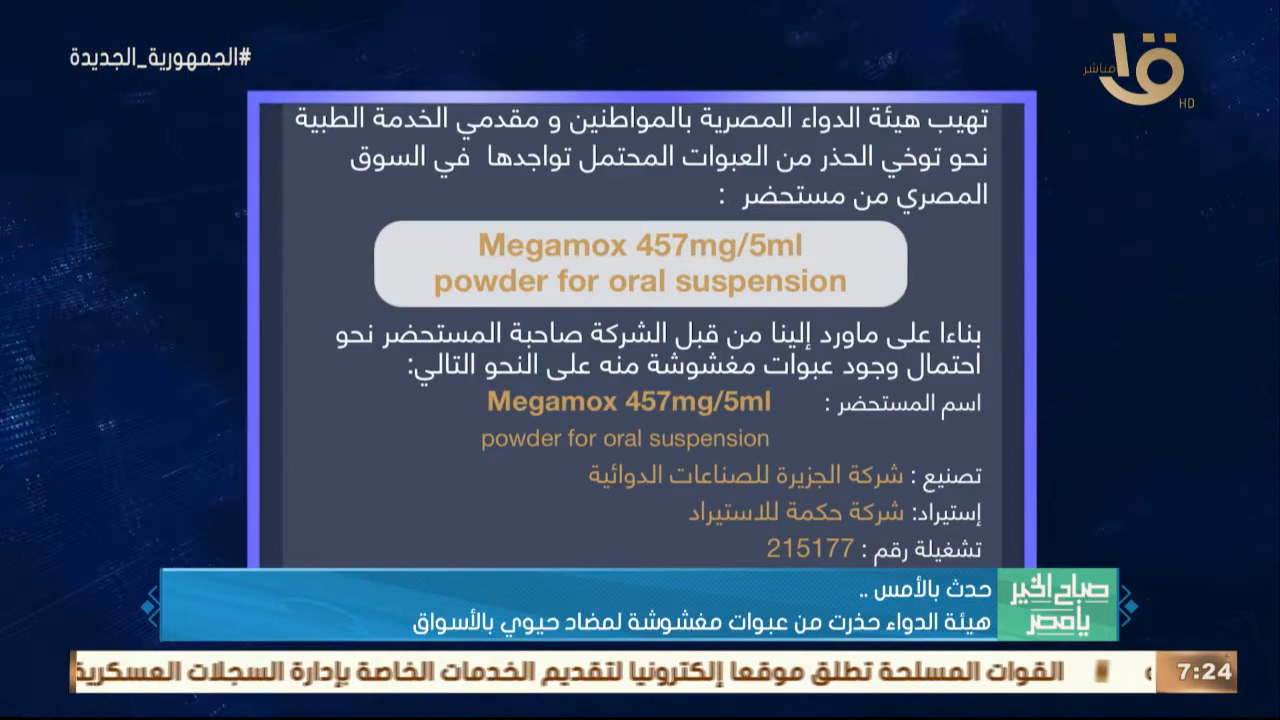 #الجمهورية_الجديدة
مباشر
HD
تهيب هيئة الدواء المصرية بالمواطنين و مقدمي الخدمة الطبية
نحو توخي الحذر من العبوات المحتمل تواجدها في السوق
المصري من مستحضر :
Megamox 457mg/5ml
powder for oral suspension
بناءا على ماورد إلينا من قبل الشركة صاحبة المستحضر نحو
احتمال وجود عبوات مغشوشة منه على النحو التالي:
اسم المستحضر : Megamox 457mg/5ml
powder for oral suspension
تصنيع : شركة الجزيرة للصناعات الدوائية
إستيراد: شركة حكمة للاستيراد
تشغيلة رقم : 215177
صباح الخير
يا مصر
حدث بالأمس ..
هيئة الدواء حذرت من عبوات مغشوشة لمضاد حيوي بالأسواق
7:24
القوات المسلحة تطلق موقعا إلكترونيا لتقديم الخدمات الخاصة بإدارة السجلات العسكرية